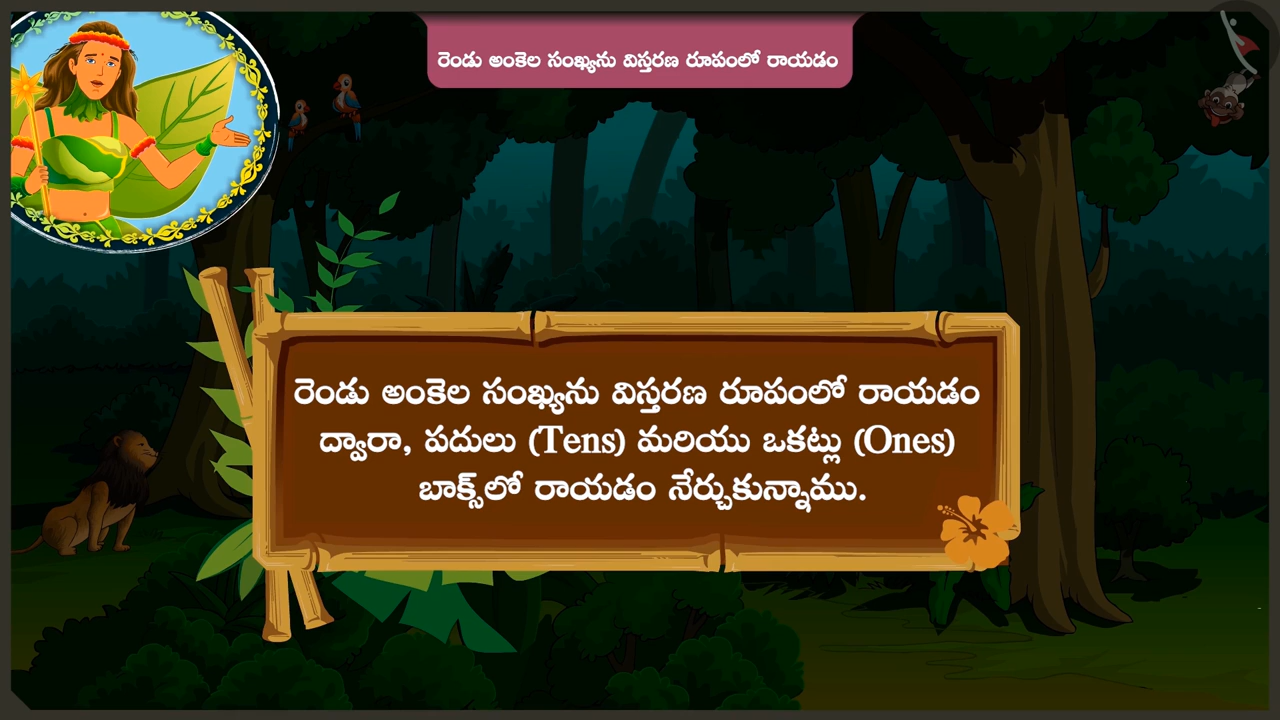 రెండు అంకెల సంఖ్యను విస్తరణ రూపంలో రాయడం
రెండు అంకెల సంఖ్యను విస్తరణ రూపంలో రాయడం
ద్వారా, పదులు (Tens) మరియు ఒకట్లు (Ones)
బాక్స్‌లో రాయడం నేర్చుకున్నాము.